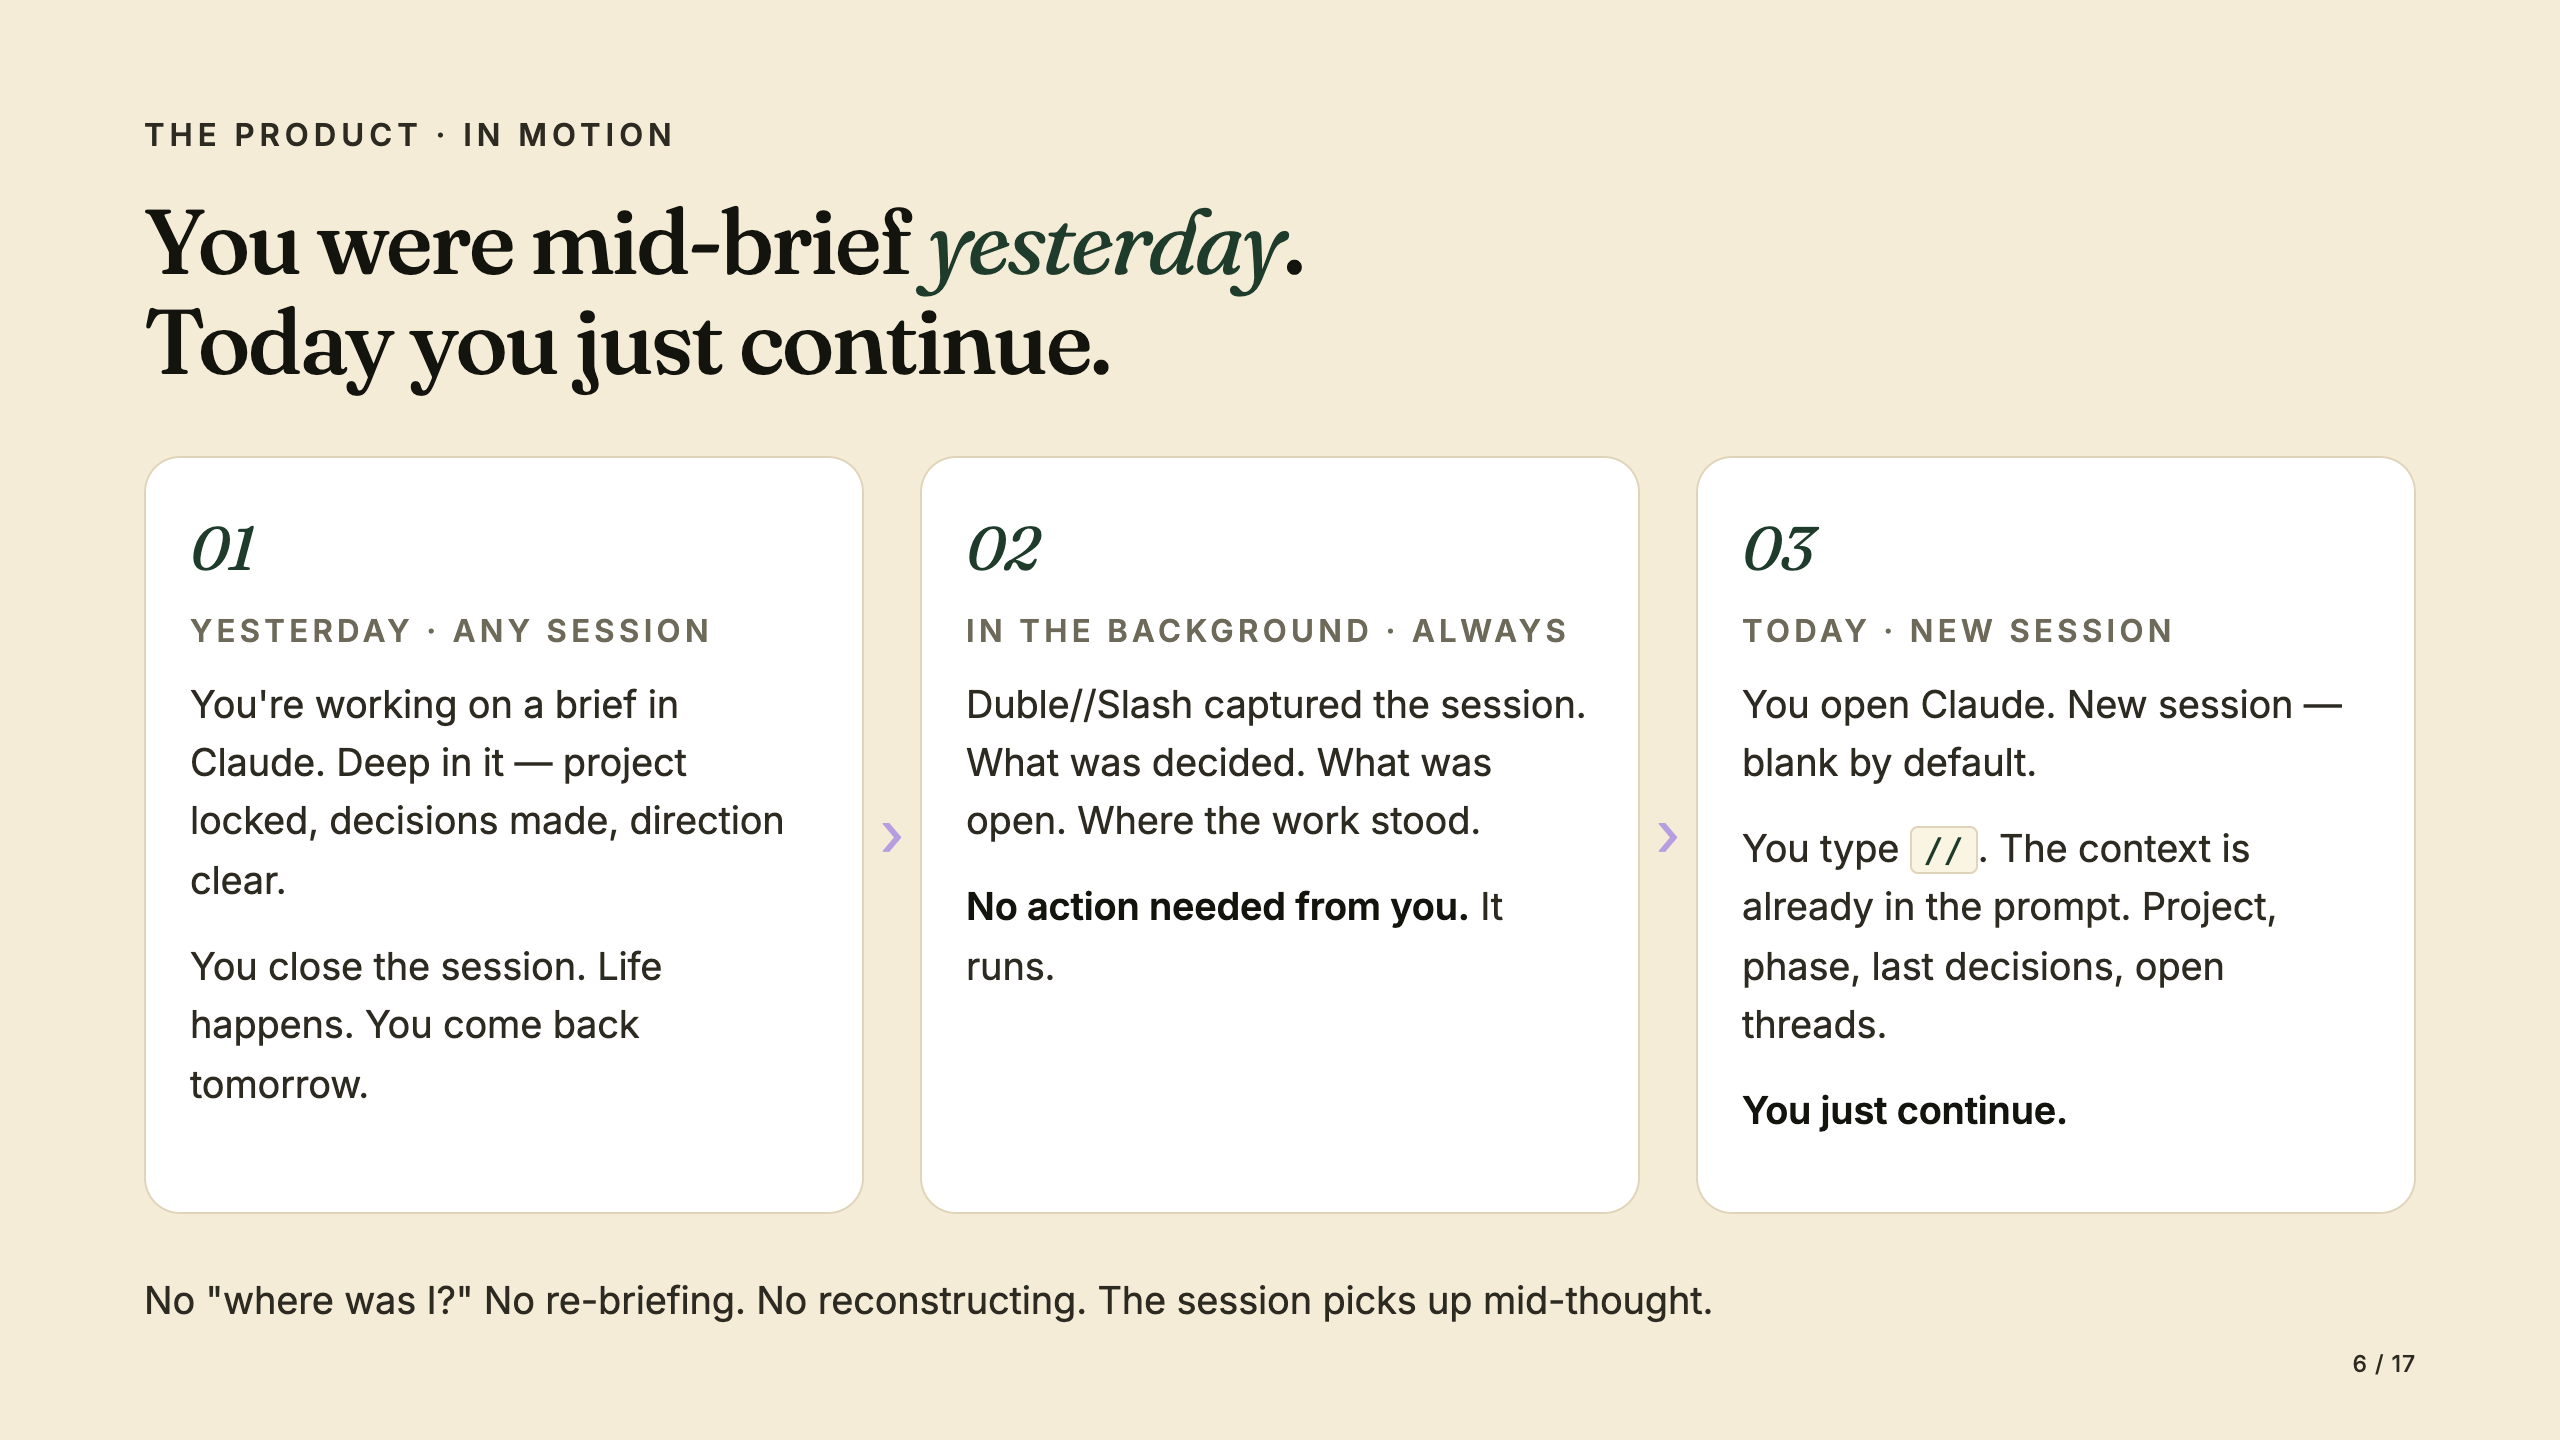 THE PRODUCT · IN MOTION
You were mid-brief yesterday.
Today you just continue.
01
YESTERDAY · ANY SESSION
You're working on a brief in
Claude. Deep in it — project
locked, decisions made, direction
clear.
You close the session. Life
happens. You come back
tomorrow.
›
02
IN THE BACKGROUND · ALWAYS
Duble//Slash captured the session.
What was decided. What was
open. Where the work stood.
No action needed from you. It
runs.
›
03
TODAY · NEW SESSION
You open Claude. New session —
blank by default.
You type // . The context is
already in the prompt. Project,
phase, last decisions, open
threads.
You just continue.
No "where was I?" No re-briefing. No reconstructing. The session picks up mid-thought.
6 / 17